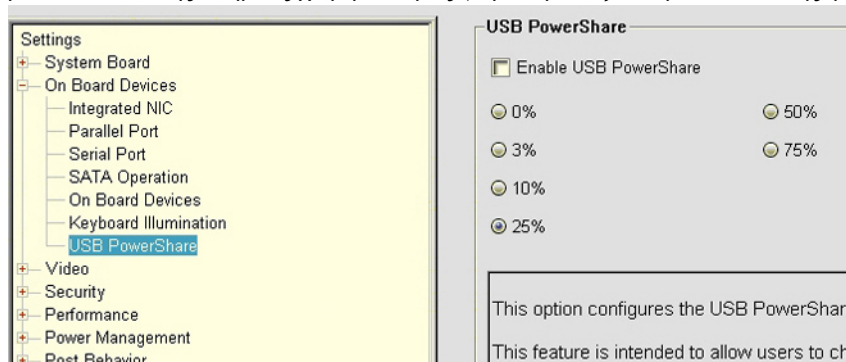 Settings
System Board
On Board Devices
Integrated NIC
Parallel Port
Serial Port
SATA Operation
On Board Devices
Keyboard Illumination
USB PowerShare
Video
Security
Performance
Power Management
Post Behavior
USB PowerShare
Enable USB PowerShare
0%
50%
3%
75%
10%
25%
This option configures the USB PowerShar
This feature is intended to allow users to ch